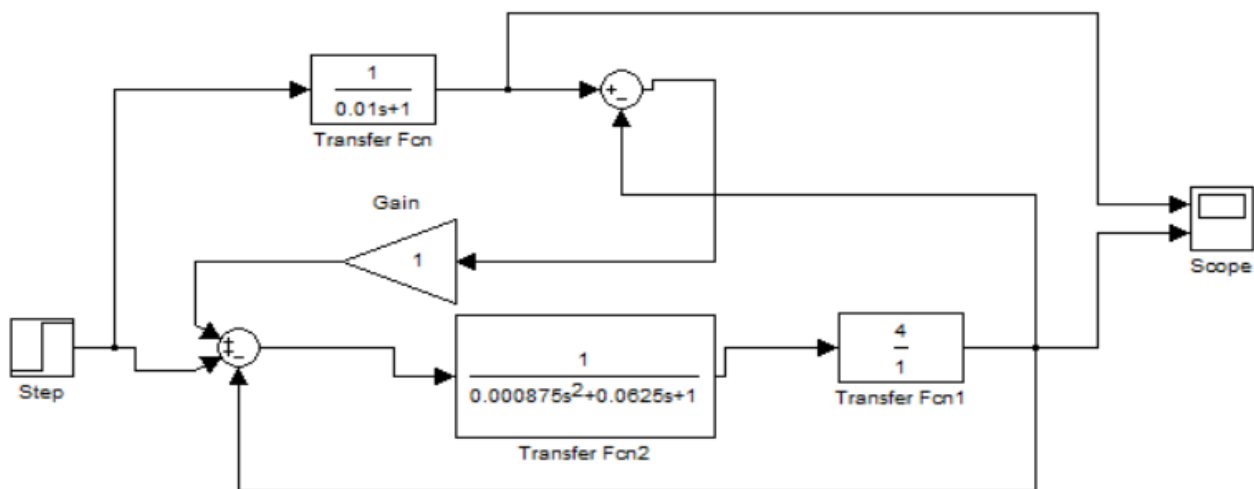 1
0.01s+1
Transfer Fcn
+
−
Gain
1
Scope
Step
+
+
−
1
0.000875s²+0.0625s+1
Transfer Fcn2
4
1
Transfer Fcn1